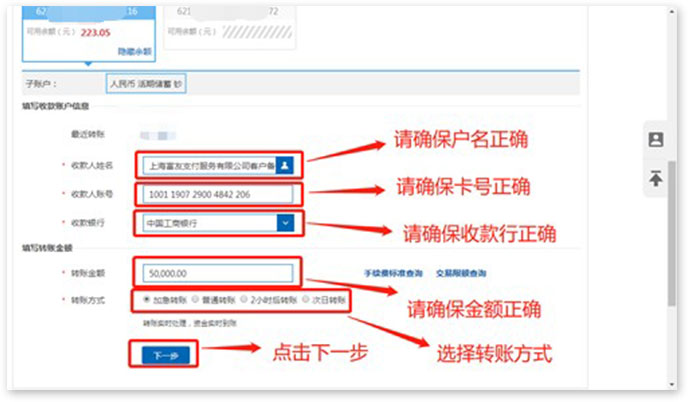 62 621 72
可用余额（元） 223.05 可用余额（元）
隐藏余额
子账户： 人民币 活期储蓄 钞
填写收款账户信息
最近转账
* 收款人姓名 上海富友支付服务有限公司客户备
请确保户名正确
* 收款人账号 1001 1907 2900 4842 206
请确保卡号正确
* 收款银行 中国工商银行
请确保收款行正确
填写转账金额
* 转账金额 50,000.00 手续费标准查询 交易限额查询
请确保金额正确
* 转账方式 加急转账 普通转账 2小时后转账 次日转账
选择转账方式
转账实时处理，资金实时到账
下一步 点击下一步